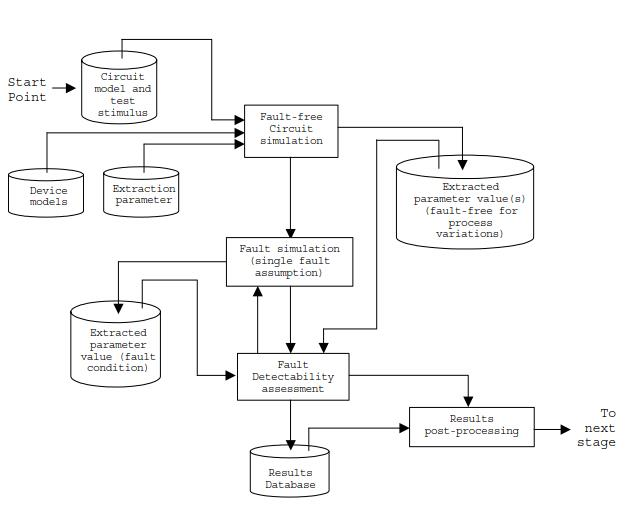 Start
Point
Circuit
model and
test
stimulus
Fault-free
Circuit
simulation
Device
models
Extraction
parameter
Extracted
parameter value(s)
(fault-free for
process
variations)
Fault simulation
(single fault
assumption)
Extracted
parameter
value (fault
condition)
Fault
Detectability
assessment
Results
post-processing
To
next
stage
Results
Database